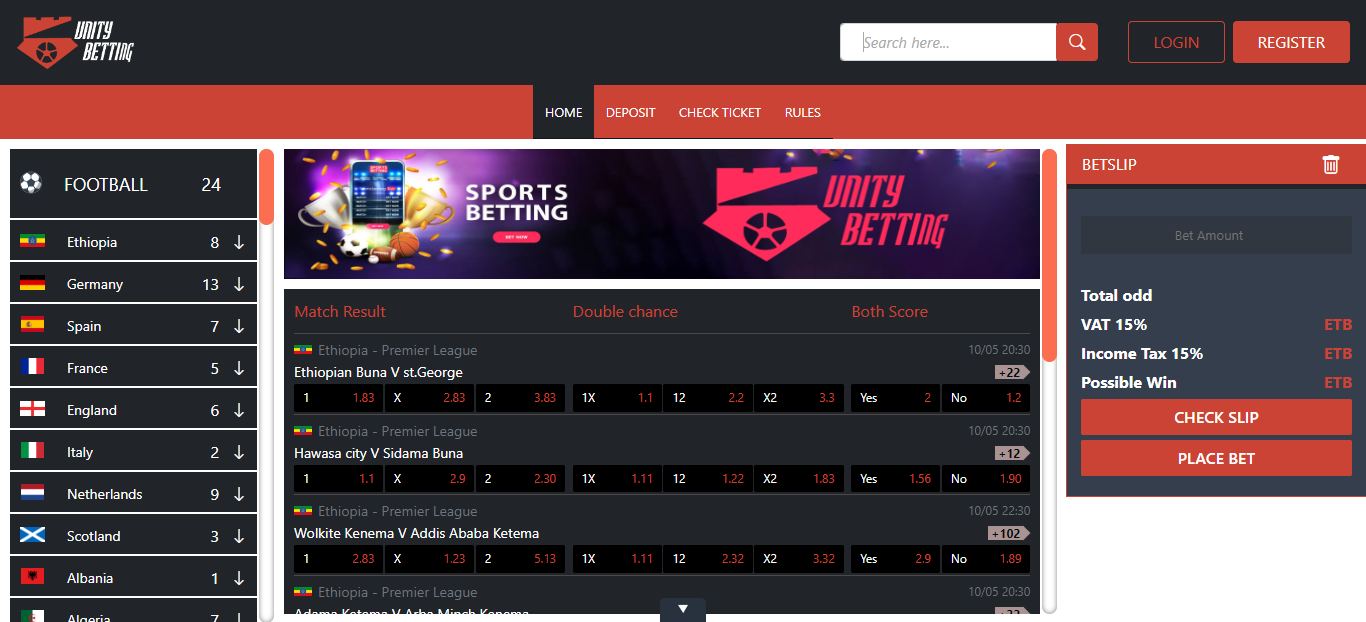 UNITY
BETTING
Search here...
LOGIN
REGISTER
HOME DEPOSIT CHECK TICKET RULES
FOOTBALL 24
Ethiopia 8 ↓
Germany 13 ↓
Spain 7 ↓
France 5 ↓
England 6 ↓
Italy 2 ↓
Netherlands 9 ↓
Scotland 3 ↓
Albania 1 ↓
Algeria 7
SPORTS
BETTING
BET NOW
UNITY
BETTING
Match Result Double chance Both Score
Ethiopia - Premier League 10/05 20:30
Ethiopian Buna V st.George +22
1 1.83 X 2.83 2 3.83 1X 1.1 12 2.2 X2 3.3 Yes 2 No 1.2
Ethiopia - Premier League 10/05 20:30
Hawasa city V Sidama Buna +12
1 1.1 X 2.9 2 2.30 1X 1.11 12 1.22 X2 1.83 Yes 1.56 No 1.90
Ethiopia - Premier League 10/05 22:30
Wolkite Kenema V Addis Ababa Ketema +102
1 2.83 X 1.23 2 5.13 1X 1.11 12 2.32 X2 3.32 Yes 2.9 No 1.89
Ethiopia - Premier League 10/05 20:30
Adama Ketema V Arba Minch Kenema
▼
BETSLIP
Bet Amount
Total odd
VAT 15% ETB
Income Tax 15% ETB
Possible Win ETB
CHECK SLIP
PLACE BET